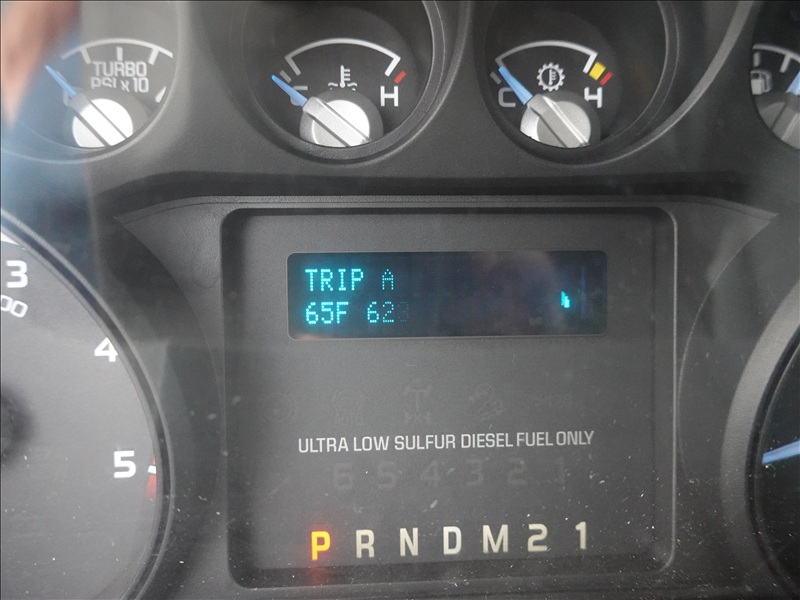 TURBO
PSI x 10
C H
C H
3
00
4
5
TRIP A
65F 62
ULTRA LOW SULFUR DIESEL FUEL ONLY
6 5 4 3 2 1
P R N D M 2 1